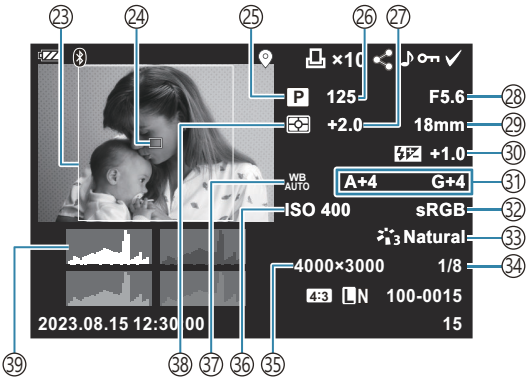 23 24 25 26 27
×10
P 125 F5.6 28
+2.0 18mm 29
+1.0 30
WB AUTO A+4 G+4 31
ISO 400 sRGB 32
3 Natural 33
4000×3000 1/8 34
4:3 L N 100-0015
2023.08.15 12:30:00 15
39 38 37 36 35